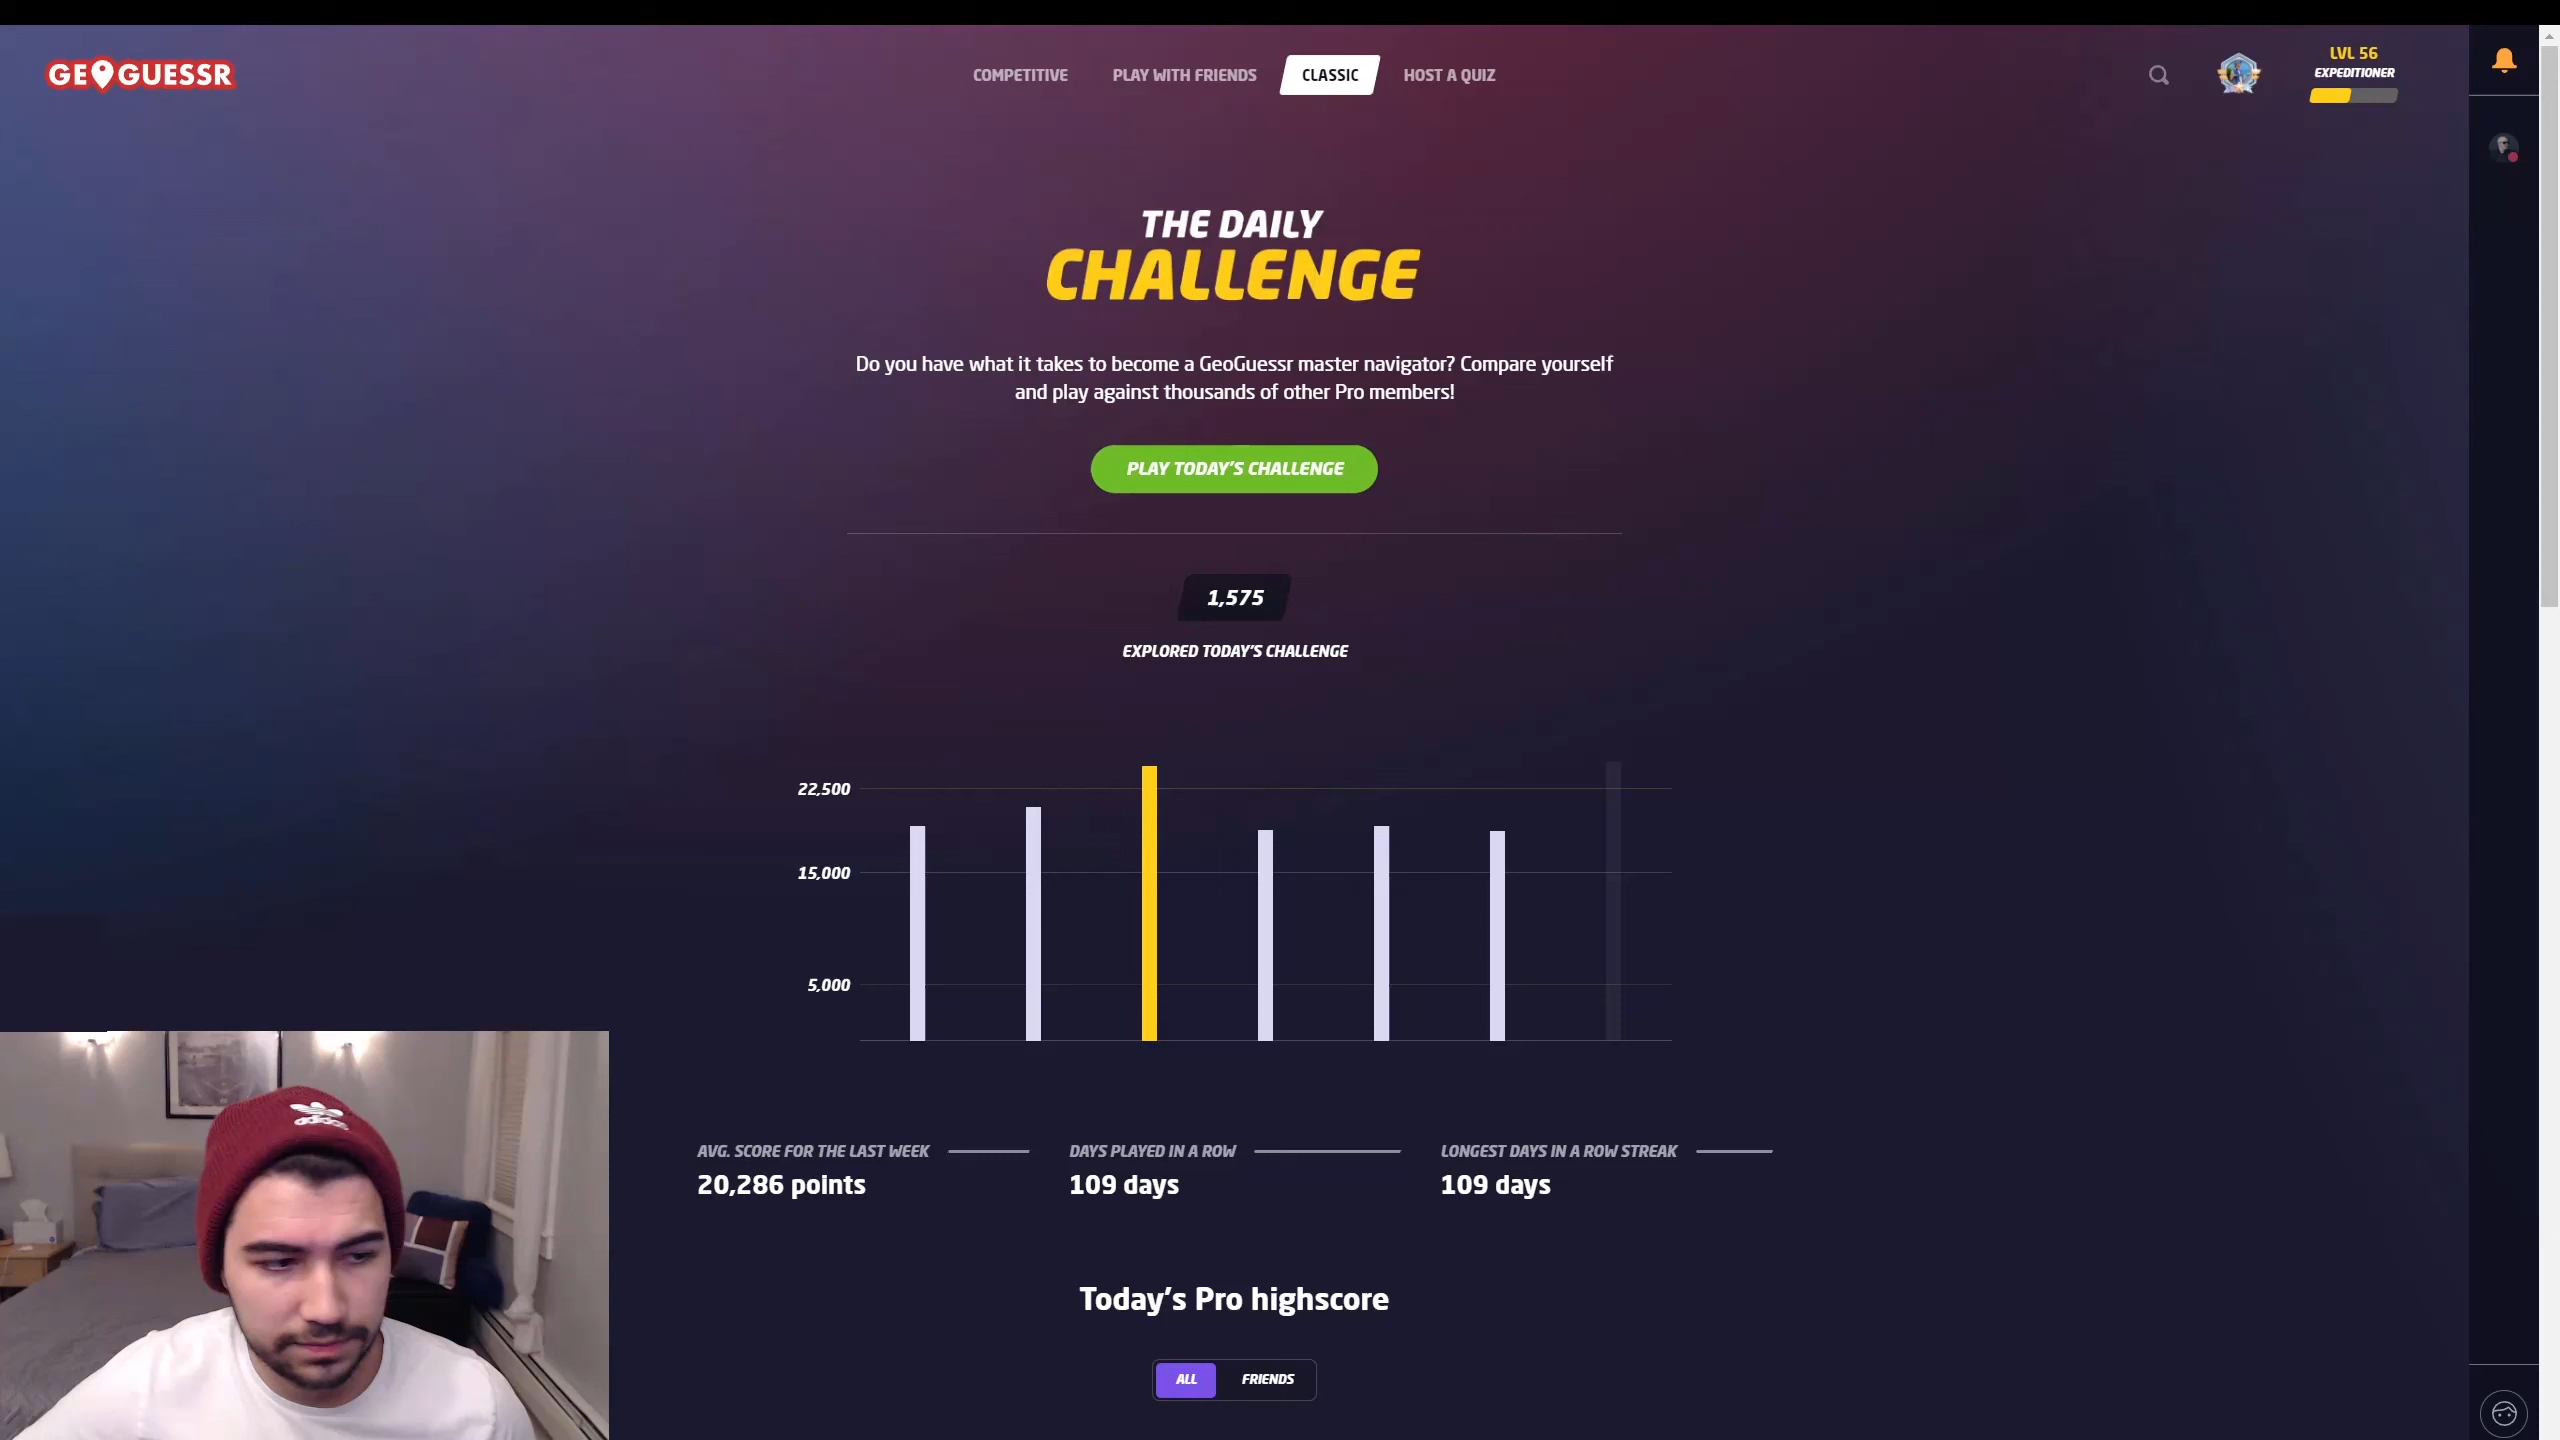 GEOGUESSR
COMPETITIVE
PLAY WITH FRIENDS
CLASSIC
HOST A QUIZ
LVL 56
EXPEDITIONER
THE DAILY
CHALLENGE
Do you have what it takes to become a GeoGuessr master navigator? Compare yourself
and play against thousands of other Pro members!
PLAY TODAY'S CHALLENGE
1,575
EXPLORED TODAY'S CHALLENGE
22,500
15,000
5,000
AVG. SCORE FOR THE LAST WEEK
20,286 points
DAYS PLAYED IN A ROW
109 days
LONGEST DAYS IN A ROW STREAK
109 days
Today's Pro highscore
ALL
FRIENDS
adidas